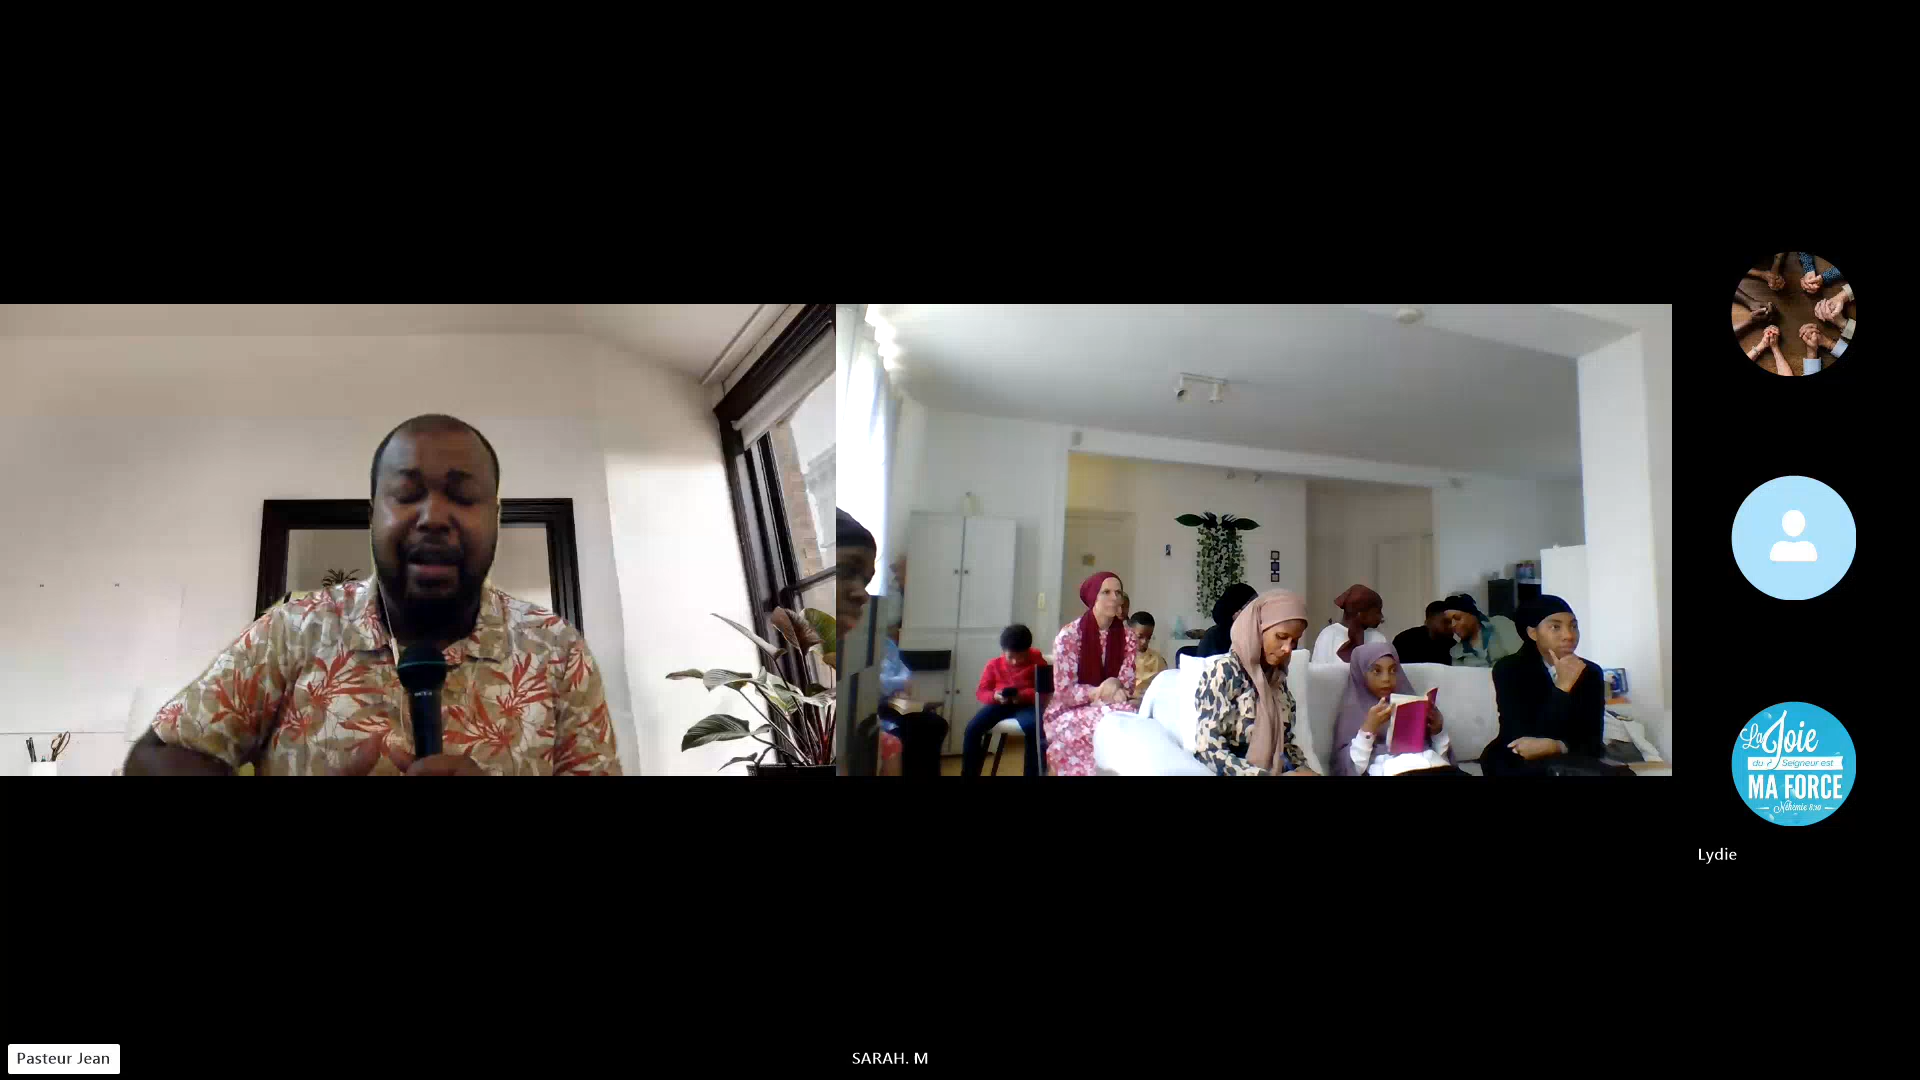 La Joie
du Seigneur est
MA FORCE
Néhémie 8:10
Lydie
Pasteur Jean
SARAH. M